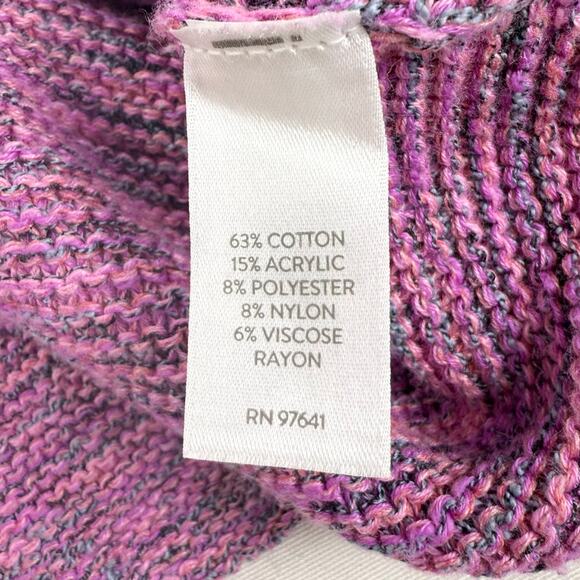 63% COTTON
15% ACRYLIC
8% POLYESTER
8% NYLON
6% VISCOSE
RAYON
RN 97641